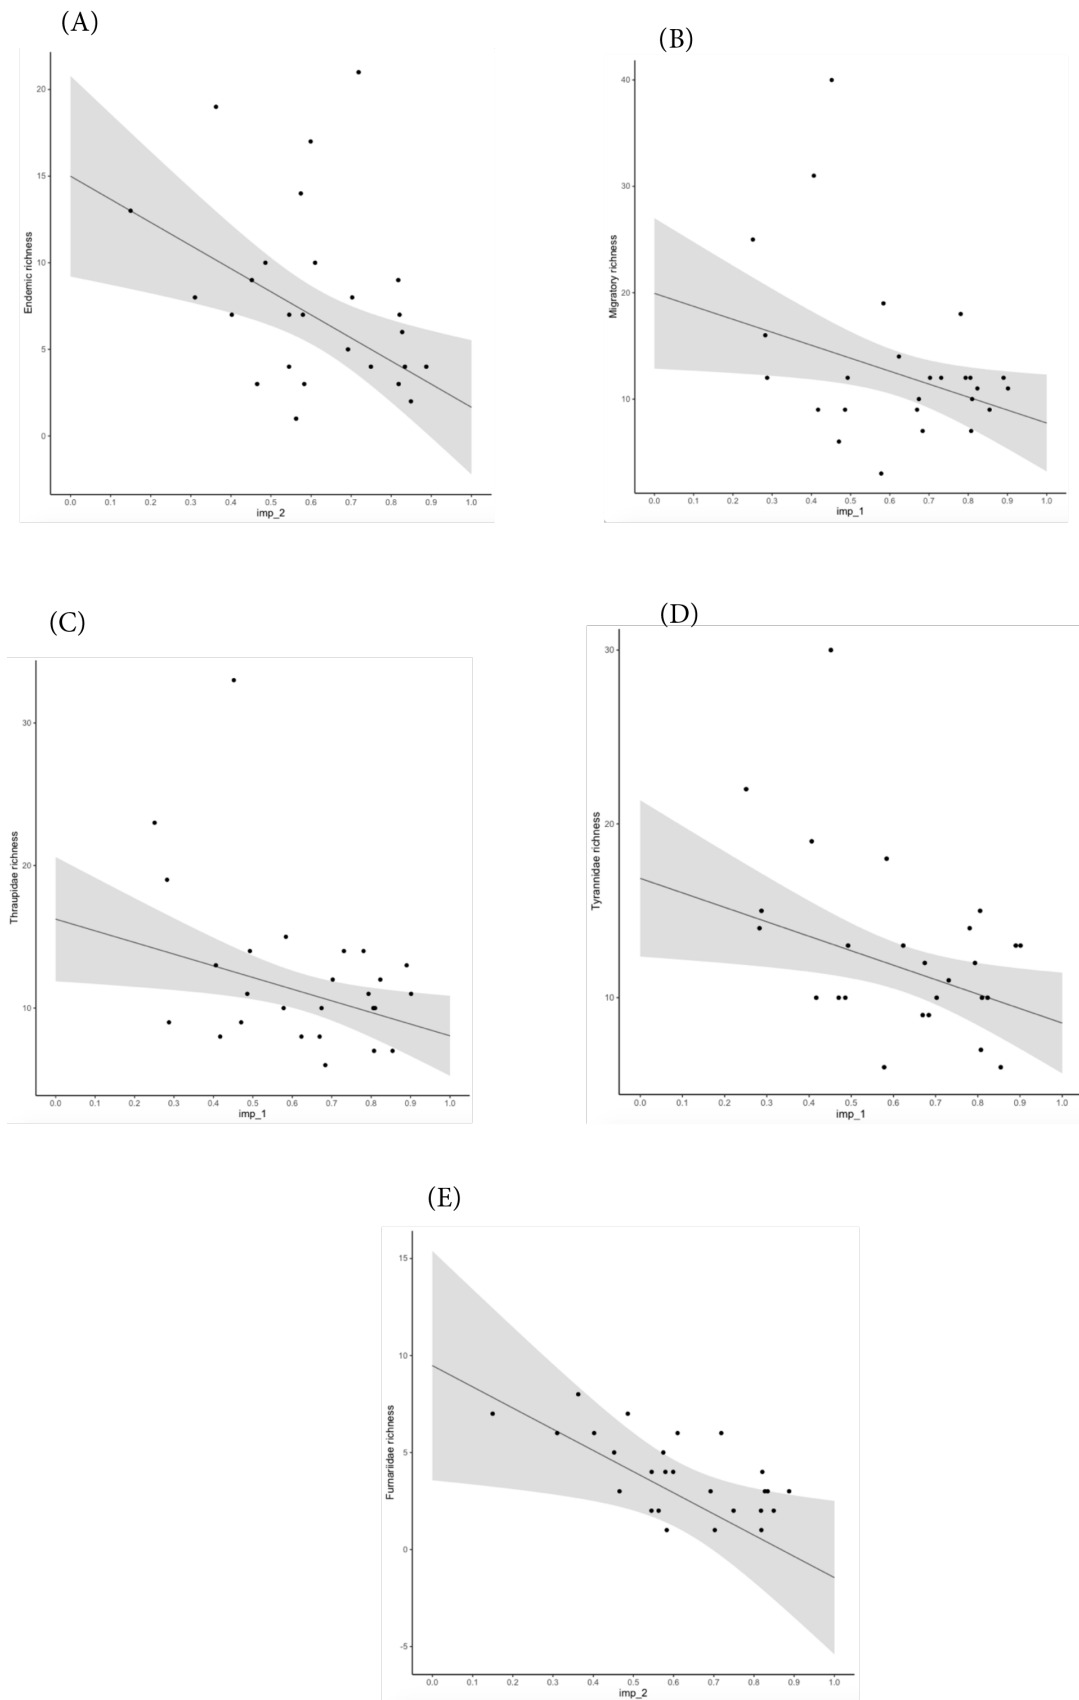 (A)
20
15
10
5
0
Endemic richness
0.0 0.1 0.2 0.3 0.4 0.5 0.6 0.7 0.8 0.9 1.0
imp_2
(B)
40
30
20
10
Migratory richness
0.0 0.1 0.2 0.3 0.4 0.5 0.6 0.7 0.8 0.9 1.0
imp_1
(C)
30
20
10
Thraupidae richness
0.0 0.1 0.2 0.3 0.4 0.5 0.6 0.7 0.8 0.9 1.0
imp_1
(D)
30
20
10
Tyrannidae richness
0.0 0.1 0.2 0.3 0.4 0.5 0.6 0.7 0.8 0.9 1.0
imp_1
(E)
15
10
5
0
-5
Furnariidae richness
0.0 0.1 0.2 0.3 0.4 0.5 0.6 0.7 0.8 0.9 1.0
imp_2